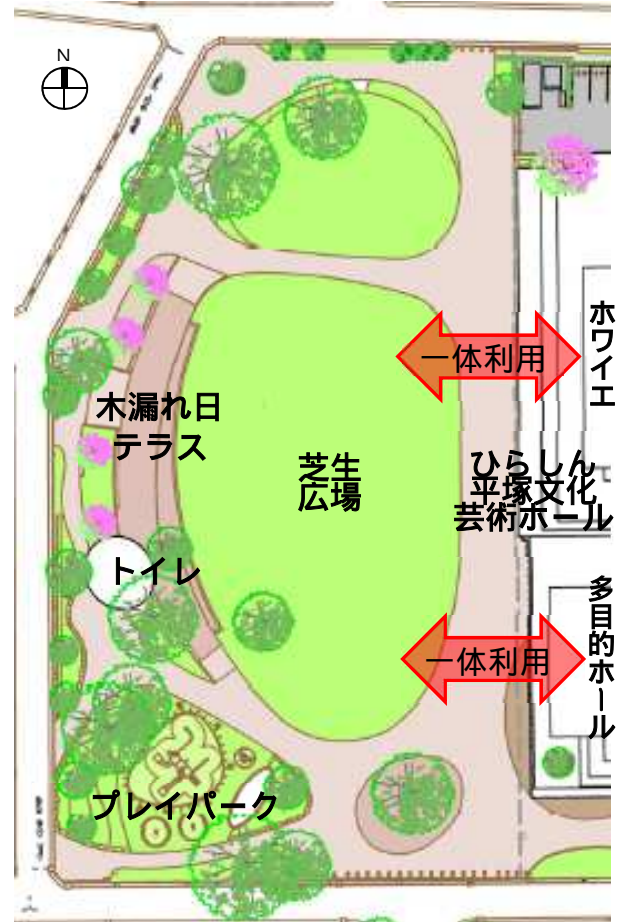 N
ホワイエ
一体利用
木漏れ日
テラス
芝生
広場
ひらしん
平塚文化
芸術ホール
トイレ
多目的ホール
一体利用
プレイパーク